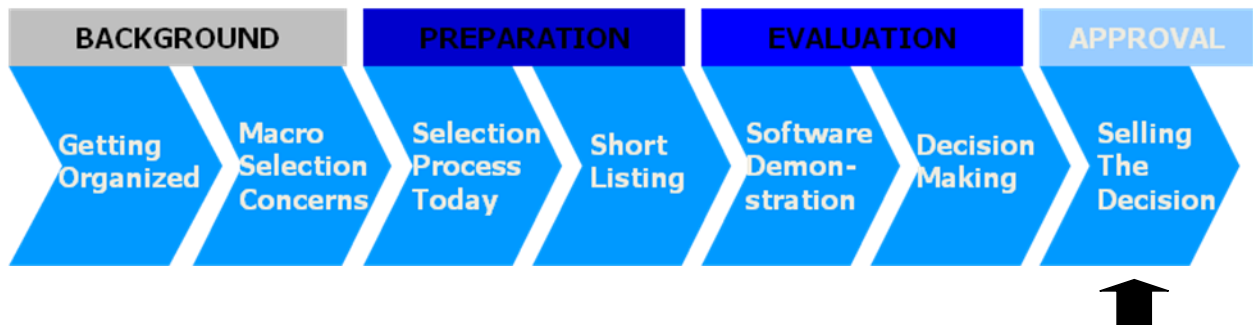 BACKGROUND
PREPARATION
EVALUATION
APPROVAL
Getting
Organized
Macro
Selection
Concerns
Selection
Process
Today
Short
Listing
Software
Demon-
stration
Decision
Making
Selling
The
Decision